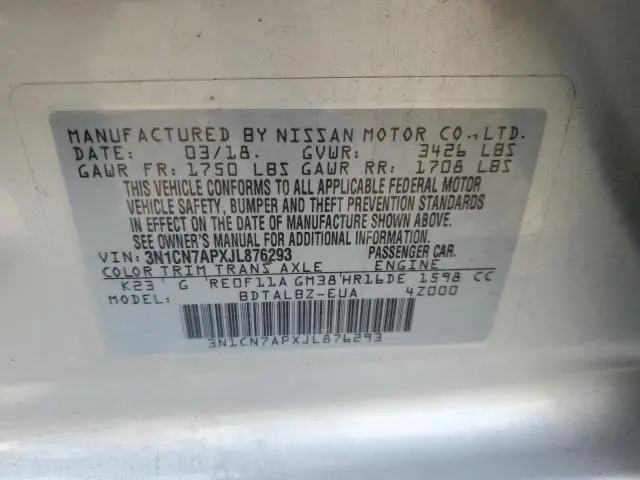 MANUFACTURED BY NISSAN MOTOR CO., LTD.
DATE: 03/18. GVWR: 3426 LBS
GAWR FR: 1750 LBS GAWR RR: 1708 LBS
THIS VEHICLE CONFORMS TO ALL APPLICABLE FEDERAL MOTOR
VEHICLE SAFETY, BUMPER AND THEFT PREVENTION STANDARDS
IN EFFECT ON THE DATE OF MANUFACTURE SHOWN ABOVE.
SEE OWNER'S MANUAL FOR ADDITIONAL INFORMATION.
VIN: 3N1CN7APXJL876293 PASSENGER CAR.
COLOR TRIM TRANS AXLE ENGINE
K23 G RE0F11A GM38 HR16DE 1598 CC
MODEL: BDTALBZ-EUA 4Z000
3N1CN7APXJL876293